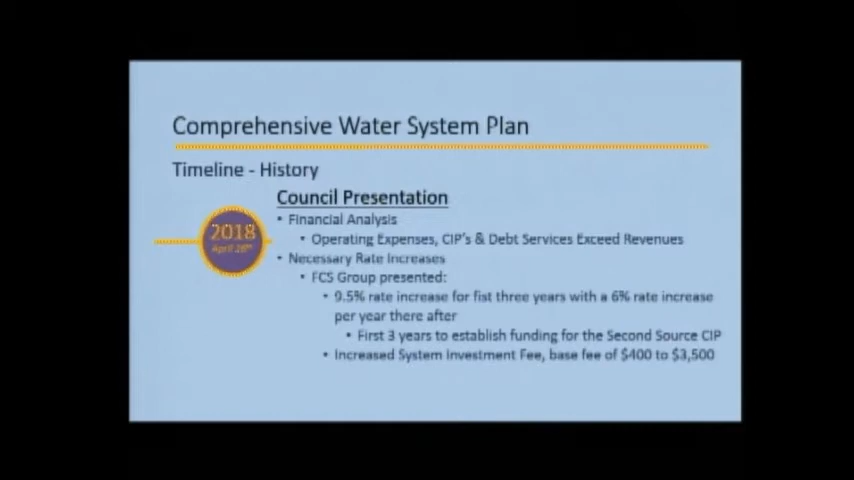 Comprehensive Water System Plan
Timeline - History
Council Presentation
2018
April 26th
• Financial Analysis
• Operating Expenses, CIP's & Debt Services Exceed Revenues
• Necessary Rate Increases
• FCS Group presented:
• 9.5% rate increase for fist three years with a 6% rate increase
per year there after
• First 3 years to establish funding for the Second Source CIP
• Increased System Investment Fee, base fee of $400 to $3,500